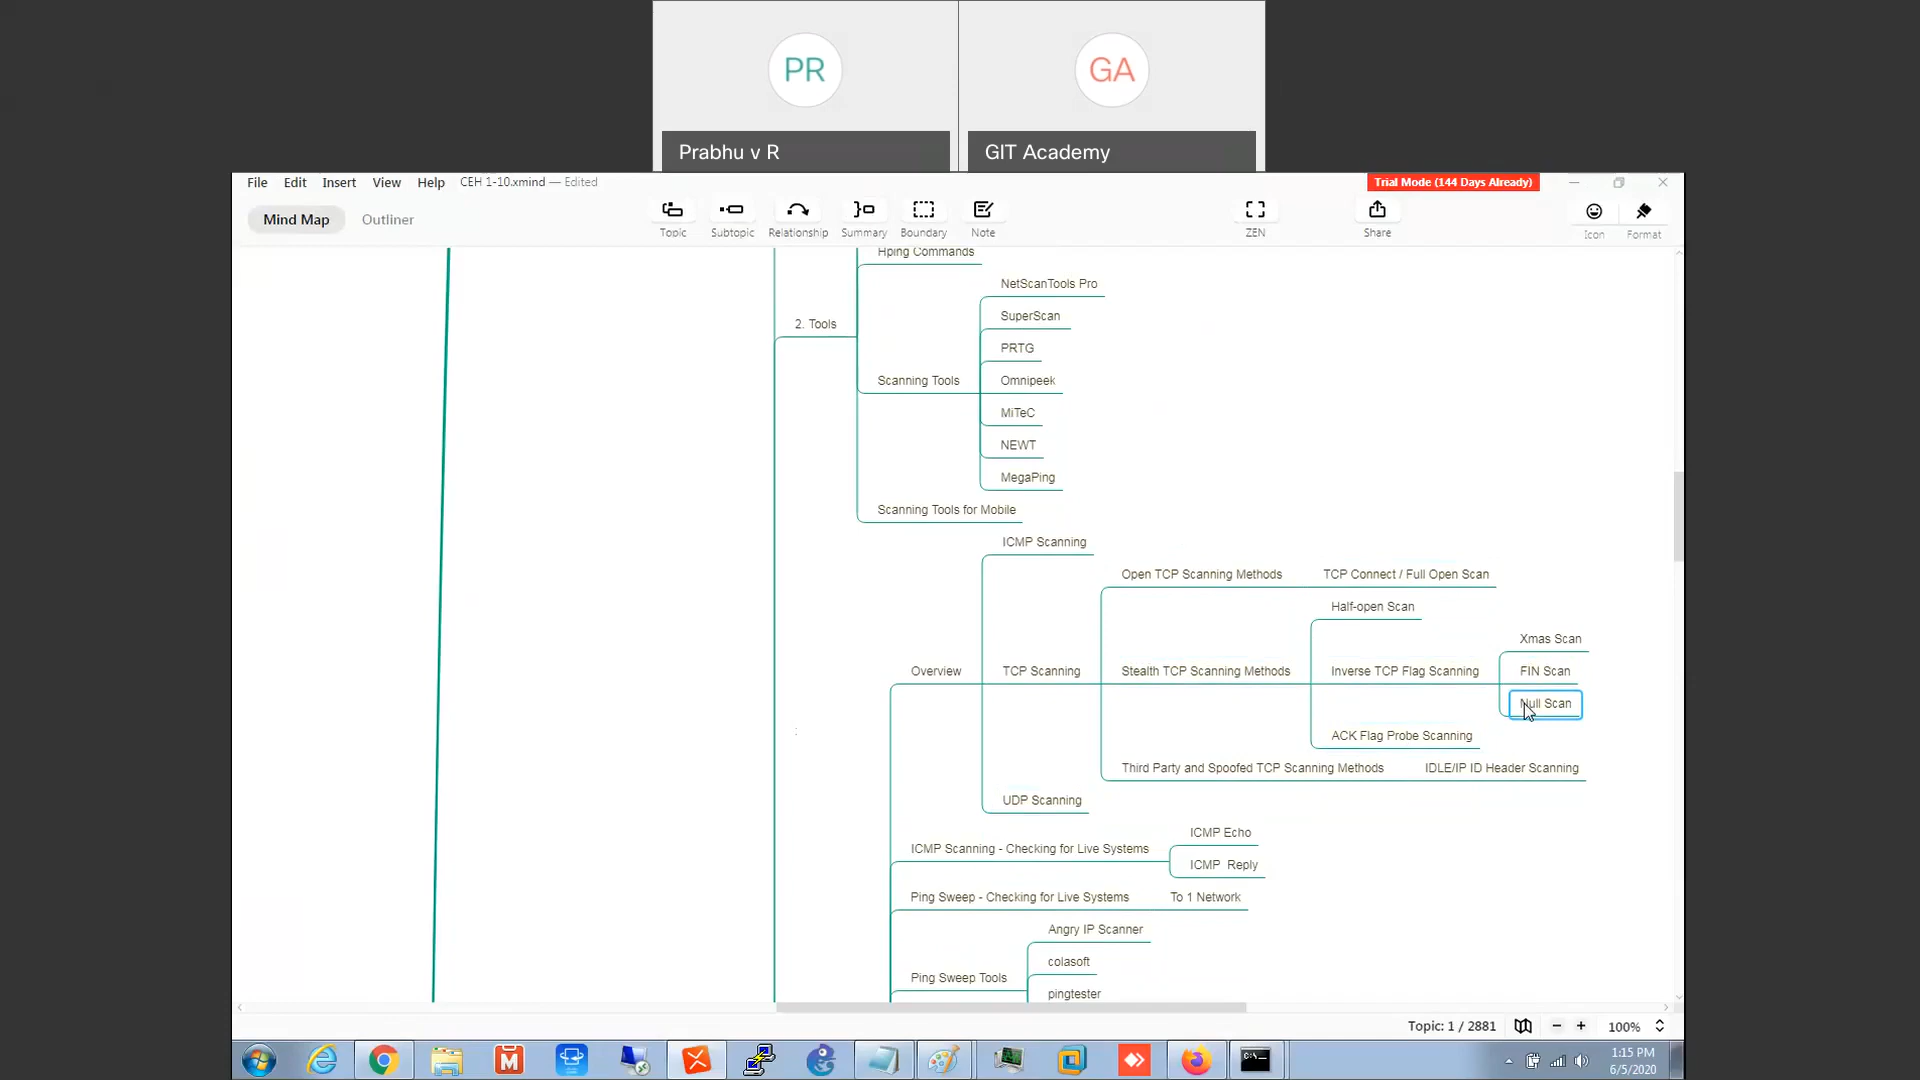 PR
GA
Prabhu v R
GIT Academy
File Edit Insert View Help CEH 1-10.xmind — Edited
Trial Mode (144 Days Already)
Mind Map Outliner
Topic Subtopic Relationship Summary Boundary Note ZEN Share Icon Format
Hping Commands
NetScanTools Pro
2. Tools
SuperScan
PRTG
Scanning Tools
Omnipeek
MiTeC
NEWT
MegaPing
Scanning Tools for Mobile
ICMP Scanning
Open TCP Scanning Methods TCP Connect / Full Open Scan
Half-open Scan
Xmas Scan
Overview TCP Scanning Stealth TCP Scanning Methods Inverse TCP Flag Scanning FIN Scan
Null Scan
ACK Flag Probe Scanning
Third Party and Spoofed TCP Scanning Methods IDLE/IP ID Header Scanning
UDP Scanning
ICMP Echo
ICMP Scanning - Checking for Live Systems
ICMP Reply
Ping Sweep - Checking for Live Systems To 1 Network
Angry IP Scanner
colasoft
Ping Sweep Tools
pingtester
Topic: 1 / 2881 100%
1:15 PM
6/5/2020